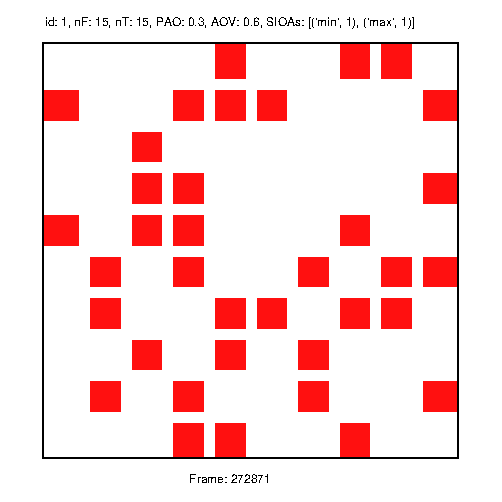 id: 1, nF: 15, nT: 15, PAO: 0.3, AOV: 0.6, SIOAs: [('min', 1), ('max', 1)]
Frame: 272871